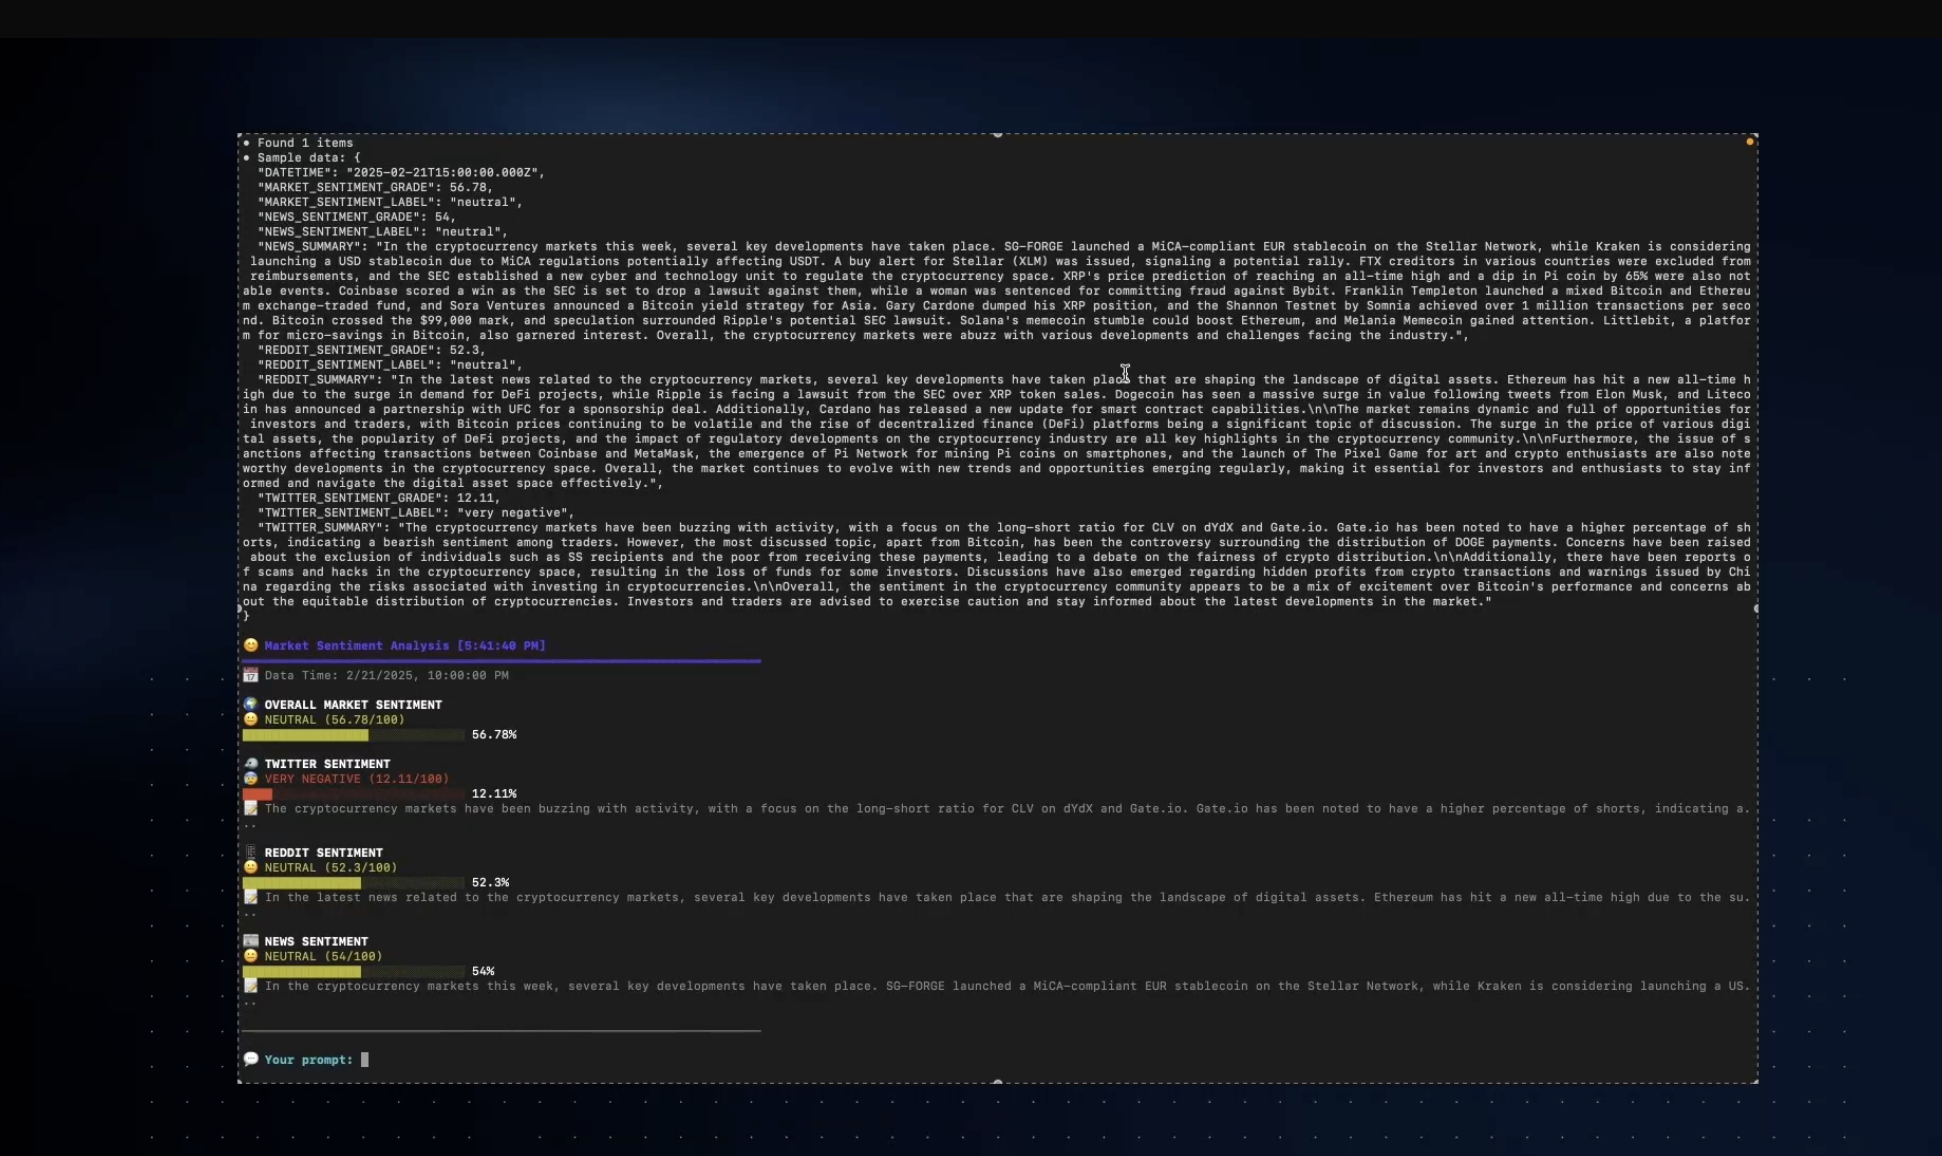 • Found 1 items
• Sample data: {
"DATETIME": "2025-02-21T15:00:00.000Z",
"MARKET_SENTIMENT_GRADE": 56.78,
"MARKET_SENTIMENT_LABEL": "neutral",
"NEWS_SENTIMENT_GRADE": 54,
"NEWS_SENTIMENT_LABEL": "neutral",
"NEWS_SUMMARY": "In the cryptocurrency markets this week, several key developments have taken place. SG-FORGE launched a MiCA-compliant EUR stablecoin on the Stellar Network, while Kraken is considering
launching a USD stablecoin due to MiCA regulations potentially affecting USDT. A buy alert for Stellar (XLM) was issued, signaling a potential rally. FTX creditors in various countries were excluded from
reimbursements, and the SEC established a new cyber and technology unit to regulate the cryptocurrency space. XRP's price prediction of reaching an all-time high and a dip in Pi coin by 65% were also not
able events. Coinbase scored a win as the SEC is set to drop a lawsuit against them, while a woman was sentenced for committing fraud against Bybit. Franklin Templeton launched a mixed Bitcoin and Ethereu
m exchange-traded fund, and Sora Ventures announced a Bitcoin yield strategy for Asia. Gary Cardone dumped his XRP position, and the Shannon Testnet by Somnia achieved over 1 million transactions per seco
nd. Bitcoin crossed the $99,000 mark, and speculation surrounded Ripple's potential SEC lawsuit. Solana's memecoin stumble could boost Ethereum, and Melania Memecoin gained attention. Littlebit, a platfor
m for micro-savings in Bitcoin, also garnered interest. Overall, the cryptocurrency markets were abuzz with various developments and challenges facing the industry.",
"REDDIT_SENTIMENT_GRADE": 52.3,
"REDDIT_SENTIMENT_LABEL": "neutral",
"REDDIT_SUMMARY": "In the latest news related to the cryptocurrency markets, several key developments have taken place that are shaping the landscape of digital assets. Ethereum has hit a new all-time h
igh due to the surge in demand for DeFi projects, while Ripple is facing a lawsuit from the SEC over XRP token sales. Dogecoin has seen a massive surge in value following tweets from Elon Musk, and Liteco
in has announced a partnership with UFC for a sponsorship deal. Additionally, Cardano has released a new update for smart contract capabilities.\n\nThe market remains dynamic and full of opportunities for
investors and traders, with Bitcoin prices continuing to be volatile and the rise of decentralized finance (DeFi) platforms being a significant topic of discussion. The surge in the price of various digi
tal assets, the popularity of DeFi projects, and the impact of regulatory developments on the cryptocurrency industry are all key highlights in the cryptocurrency community.\n\nFurthermore, the issue of s
anctions affecting transactions between Coinbase and MetaMask, the emergence of Pi Network for mining Pi coins on smartphones, and the launch of The Pixel Game for art and crypto enthusiasts are also note
worthy developments in the cryptocurrency space. Overall, the market continues to evolve with new trends and opportunities emerging regularly, making it essential for investors and enthusiasts to stay inf
ormed and navigate the digital asset space effectively.",
"TWITTER_SENTIMENT_GRADE": 12.11,
"TWITTER_SENTIMENT_LABEL": "very negative",
"TWITTER_SUMMARY": "The cryptocurrency markets have been buzzing with activity, with a focus on the long-short ratio for CLV on dYdX and Gate.io. Gate.io has been noted to have a higher percentage of sh
orts, indicating a bearish sentiment among traders. However, the most discussed topic, apart from Bitcoin, has been the controversy surrounding the distribution of DOGE payments. Concerns have been raised
about the exclusion of individuals such as SS recipients and the poor from receiving these payments, leading to a debate on the fairness of crypto distribution.\n\nAdditionally, there have been reports o
f scams and hacks in the cryptocurrency space, resulting in the loss of funds for some investors. Discussions have also emerged regarding hidden profits from crypto transactions and warnings issued by Chi
na regarding the risks associated with investing in cryptocurrencies.\n\nOverall, the sentiment in the cryptocurrency community appears to be a mix of excitement over Bitcoin's performance and concerns ab
out the equitable distribution of cryptocurrencies. Investors and traders are advised to exercise caution and stay informed about the latest developments in the market."
}
😊 Market Sentiment Analysis [5:41:40 PM]
📅 Data Time: 2/21/2025, 10:00:00 PM
🌍 OVERALL MARKET SENTIMENT
😐 NEUTRAL (56.78/100)
56.78%
TWITTER SENTIMENT
😰 VERY NEGATIVE (12.11/100)
12.11%
📝 The cryptocurrency markets have been buzzing with activity, with a focus on the long-short ratio for CLV on dYdX and Gate.io. Gate.io has been noted to have a higher percentage of shorts, indicating a.
..
REDDIT SENTIMENT
😐 NEUTRAL (52.3/100)
52.3%
📝 In the latest news related to the cryptocurrency markets, several key developments have taken place that are shaping the landscape of digital assets. Ethereum has hit a new all-time high due to the su.
..
📰 NEWS SENTIMENT
😐 NEUTRAL (54/100)
54%
📝 In the cryptocurrency markets this week, several key developments have taken place. SG-FORGE launched a MiCA-compliant EUR stablecoin on the Stellar Network, while Kraken is considering launching a US.
..
💬 Your prompt: